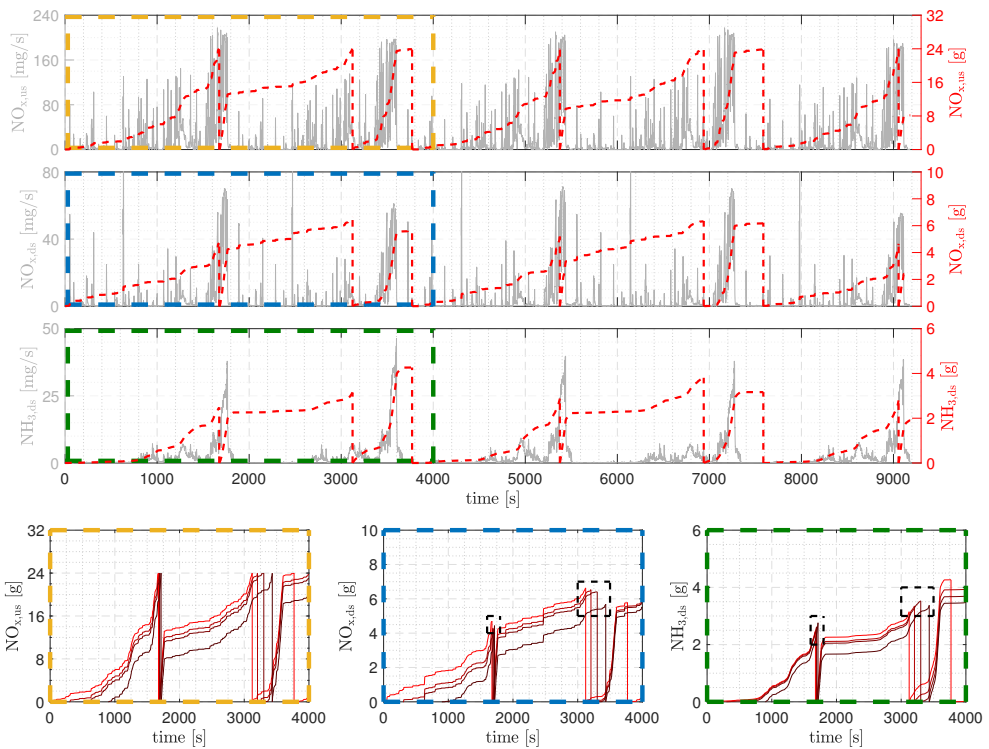 240
160
80
0
NOx,us [mg/s]
32
24
16
8
0
NOx,us [g]
80
40
0
NOx,ds [mg/s]
10
8
6
4
2
0
NOx,ds [g]
50
25
0
NH3,ds [mg/s]
6
4
2
0
NH3,ds [g]
0 1000 2000 3000 4000 5000 6000 7000 8000 9000
time [s]
32
24
16
8
0
NOx,us [g]
0 1000 2000 3000 4000
time [s]
10
8
6
4
2
0
NOx,ds [g]
0 1000 2000 3000 4000
time [s]
6
4
2
0
NH3,ds [g]
0 1000 2000 3000 4000
time [s]